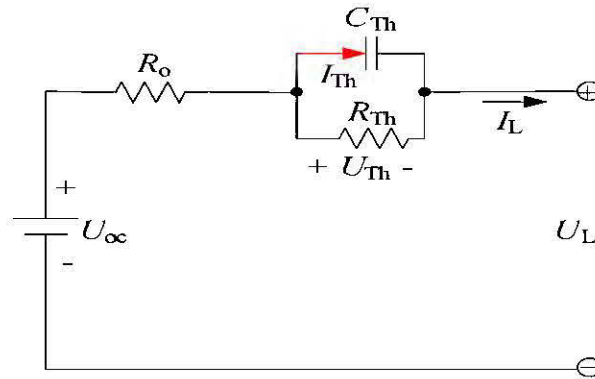 C_Th
R_o
I_Th
R_Th
I_L
+ U_Th -
+
U_oc
-
U_L
+
−